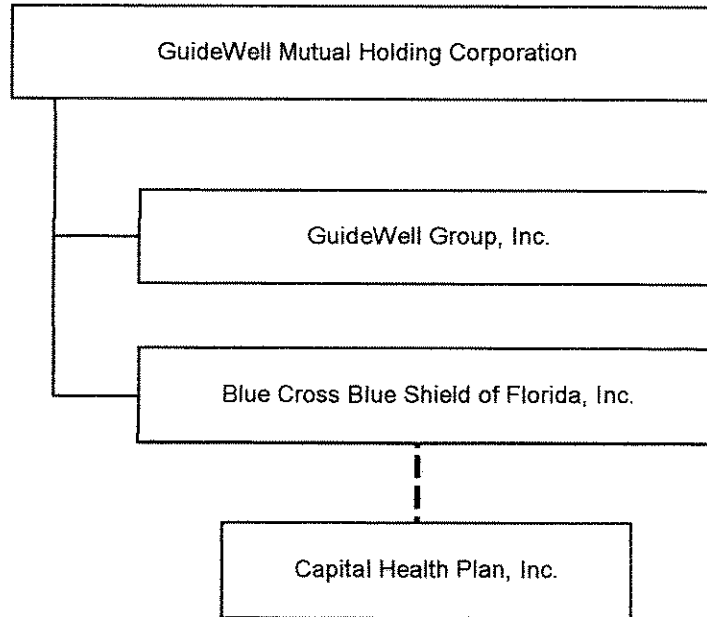 GuideWell Mutual Holding Corporation
GuideWell Group, Inc.
Blue Cross Blue Shield of Florida, Inc.
Capital Health Plan, Inc.